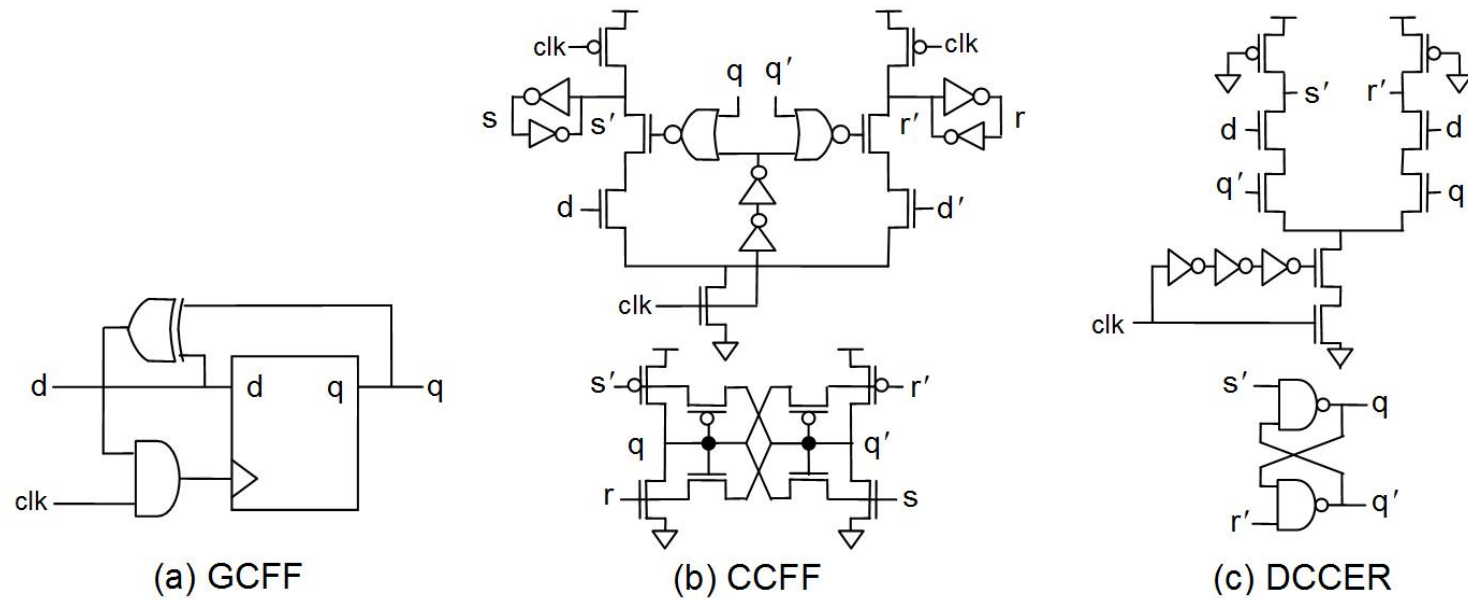 clk
clk
q
q′
s
s′
r′
r
d
d′
clk
s′
r′
q
q′
r
s
(b) CCFF
d
d
q
q
clk
(a) GCFF
s′
r′
d
d
q′
q
clk
s′
q
r′
q′
(c) DCCER